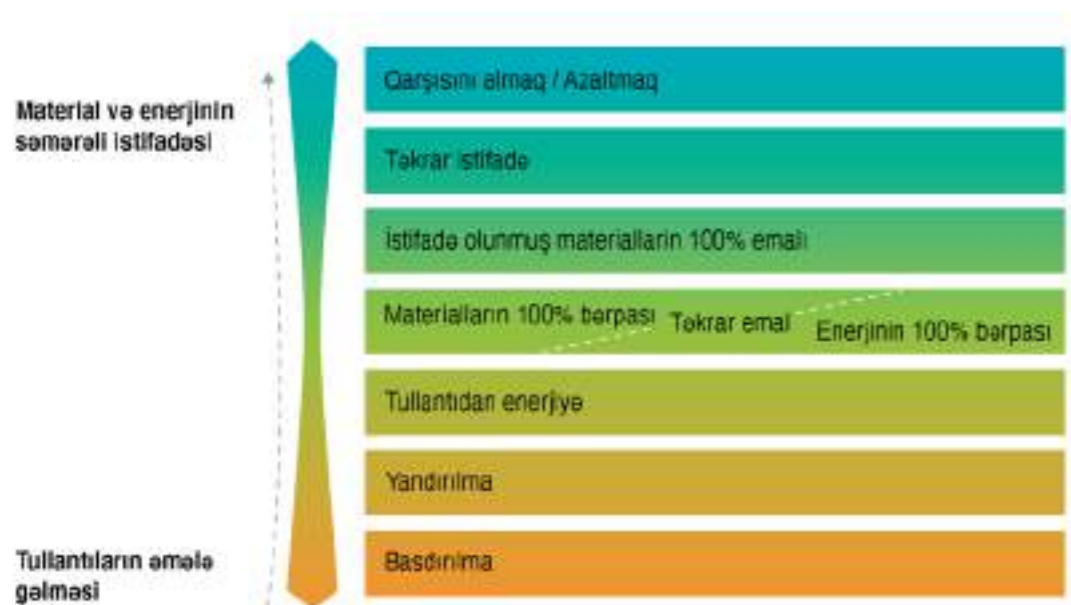 Material və enerjinin
səmərəli istifadəsi
Qarşısını almaq / Azaltmaq
Təkrar istifadə
İstifadə olunmuş materialların 100% emalı
Materialların 100% bərpası Təkrar emal Enerjinin 100% bərpası
Tullantıdan enerjiyə
Yandırılma
Basdırılma
Tullantıların əmələ
gəlməsi